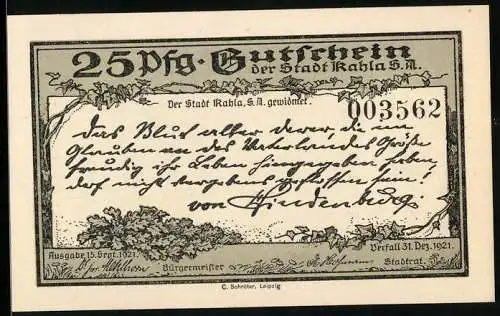 25 Pfg. Gutschein
der Stadt Kahla S.A.
Der Stadt Kahla, S.A. gewidmet.
003562
Das Blut aller derer, die im
Glauben an des Vaterlandes Größe
freudig ihr Leben hingegeben haben,
darf nicht vergebens geflossen sein!
von Hindenburg.
Ausgabe 15. Sept. 1921.
Verfall 31. Dez. 1921.
Bürgermeister
Stadtrat.
C. Schröter, Leipzig